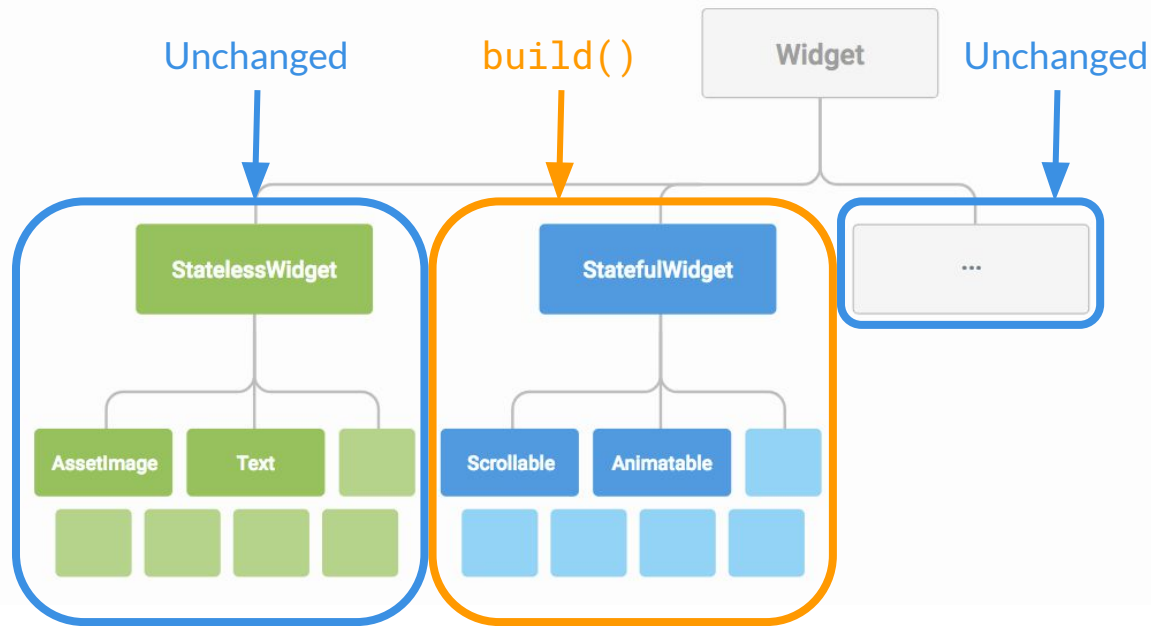 Unchanged
build()
Widget
Unchanged
StatelessWidget
StatefulWidget
...
AssetImage
Text
Scrollable
Animatable